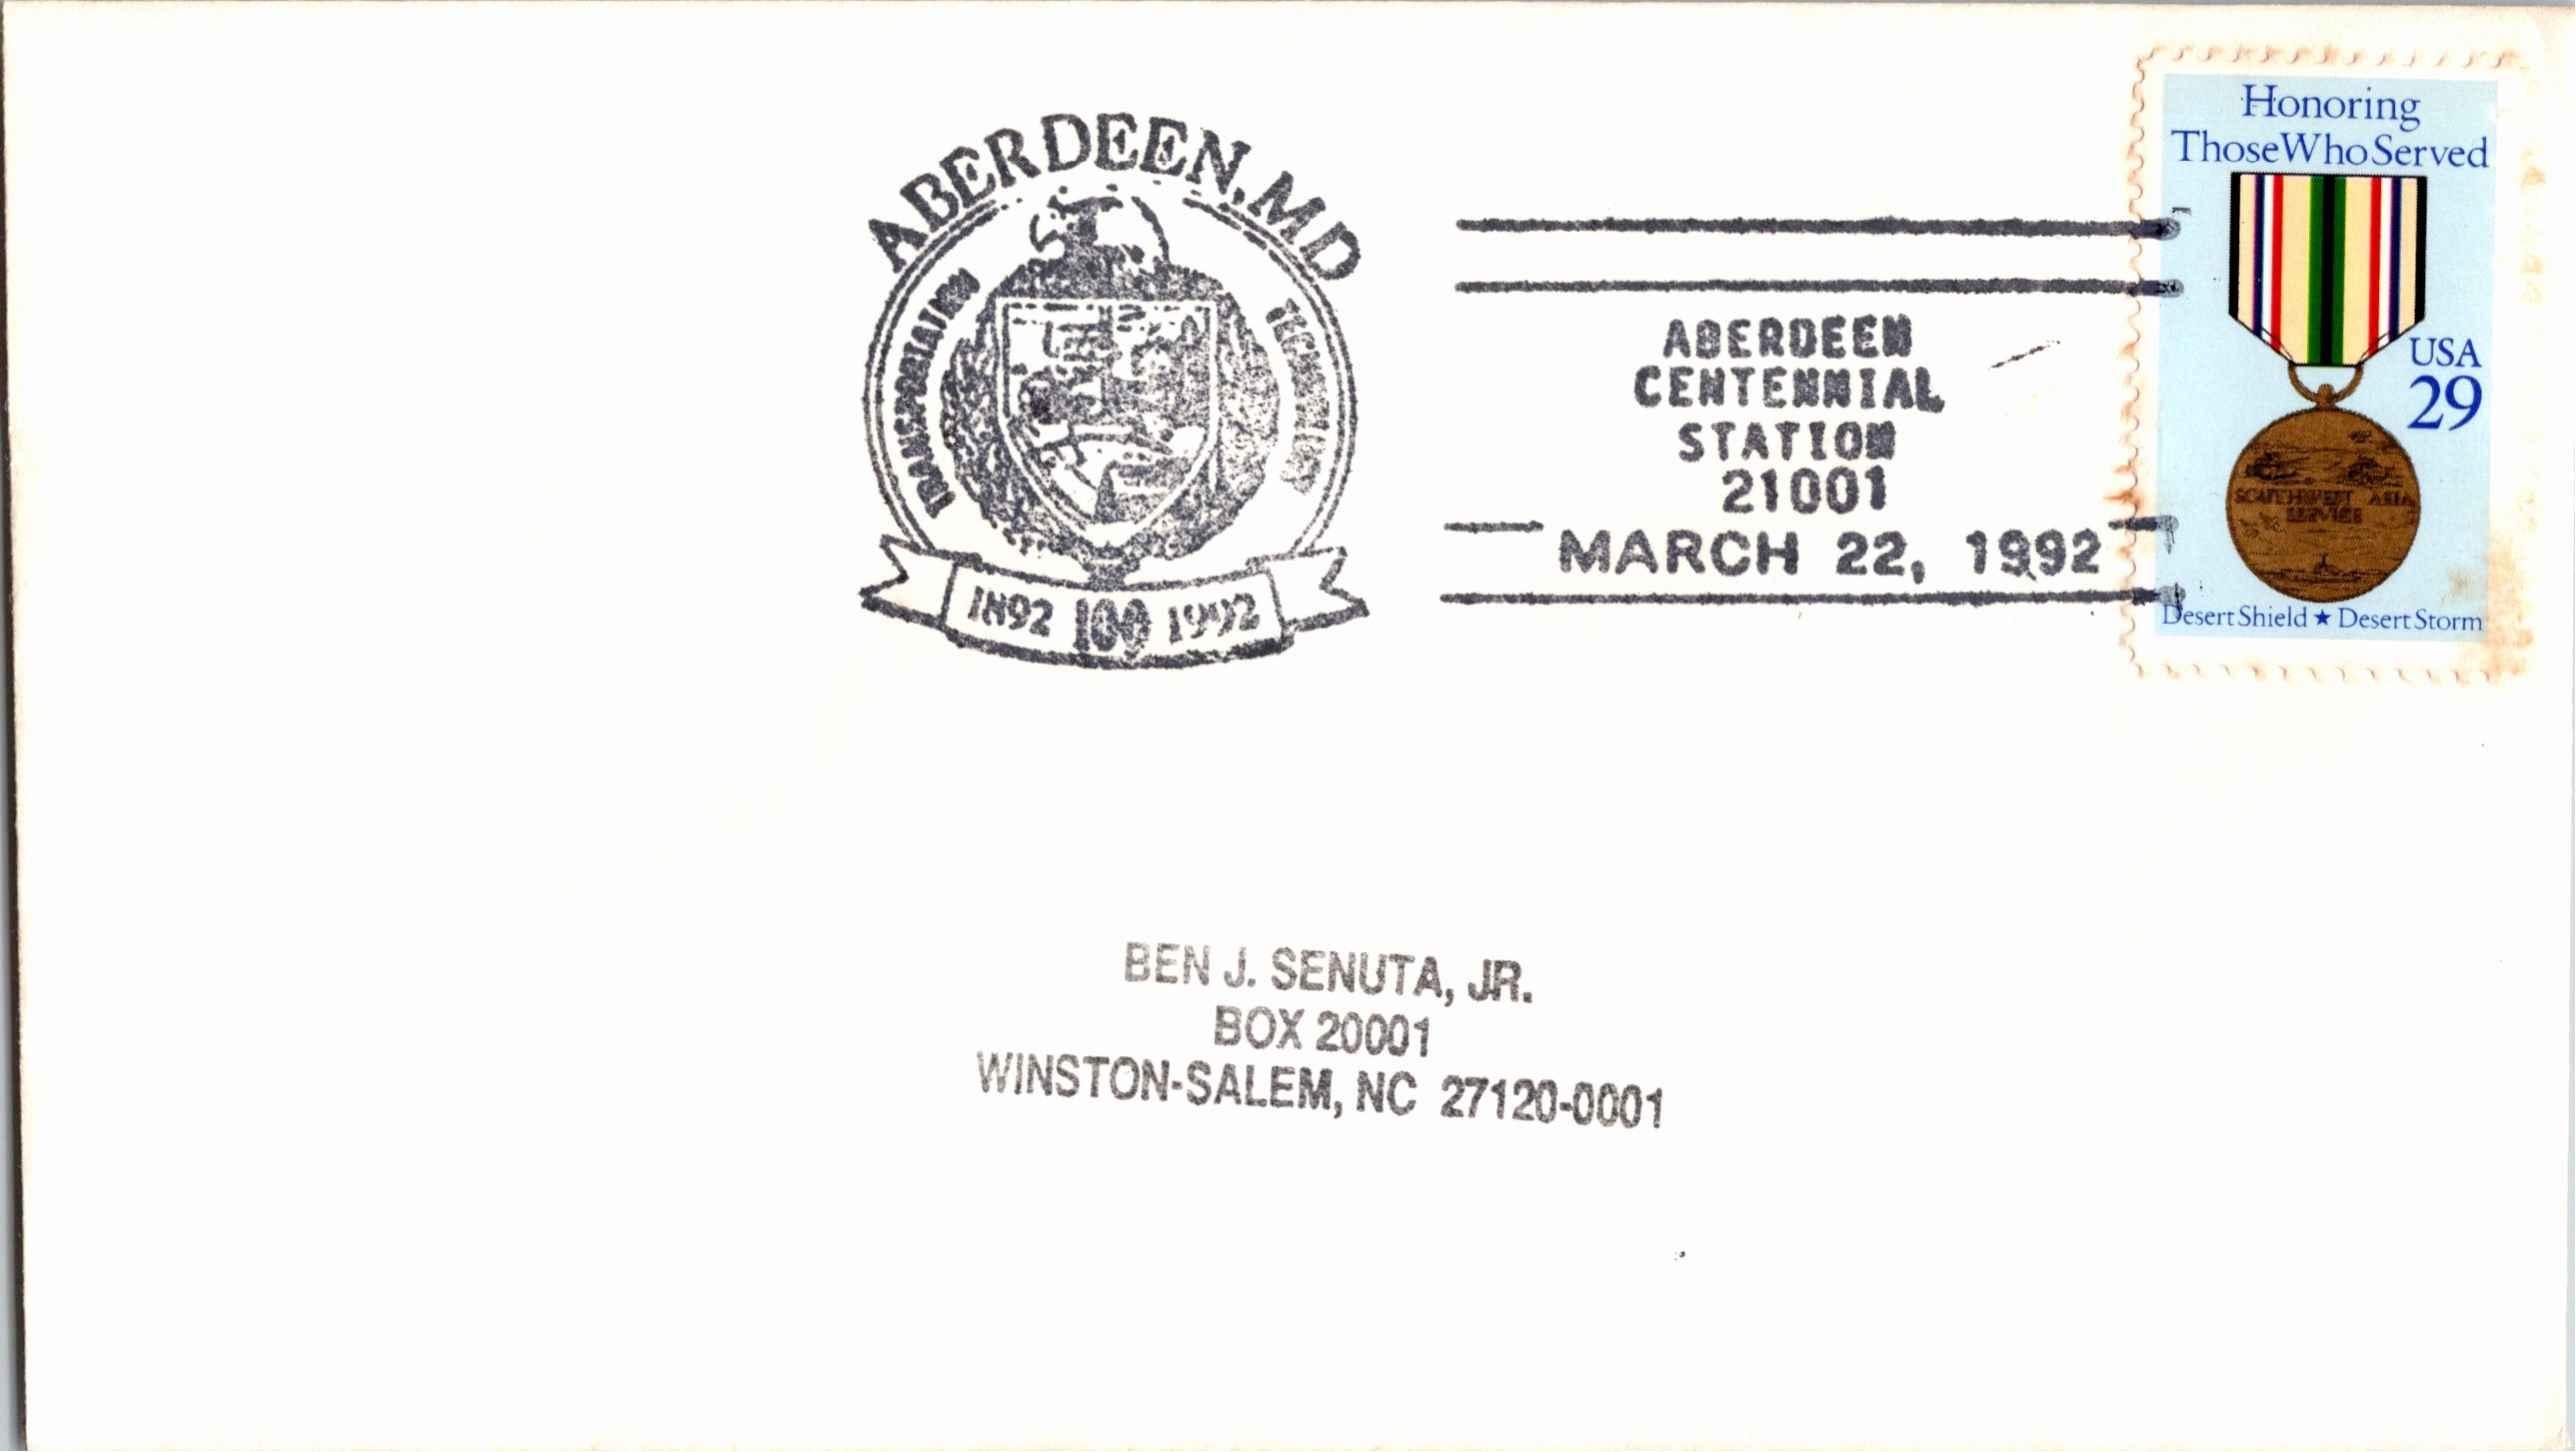 ABERDEEN, MD
TRANSPORTATION
TECHNOLOGY
1892 100 1992
ABERDEEN
CENTENNIAL
STATION
21001
MARCH 22, 1992
Honoring
Those Who Served
USA
29
SOUTHWEST ASIA
SERVICE
Desert Shield ★ Desert Storm
BEN J. SENUTA, JR.
BOX 20001
WINSTON-SALEM, NC 27120-0001